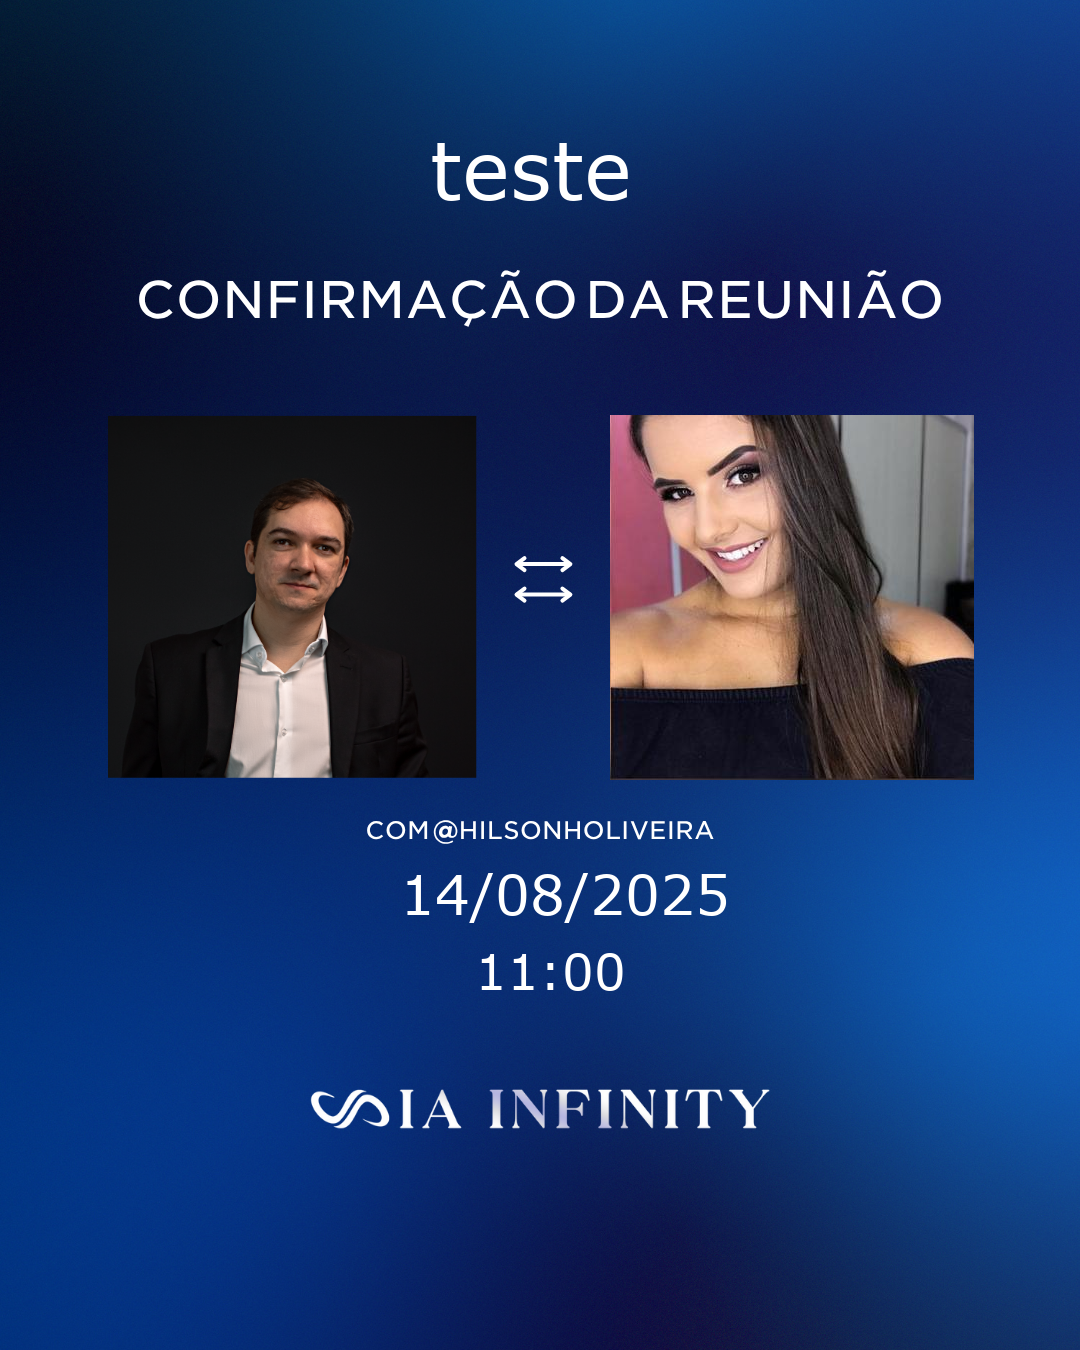 teste
CONFIRMAÇÃO DA REUNIÃO
COM @HILSONHOLIVEIRA
14/08/2025
11:00
IA INFINITY